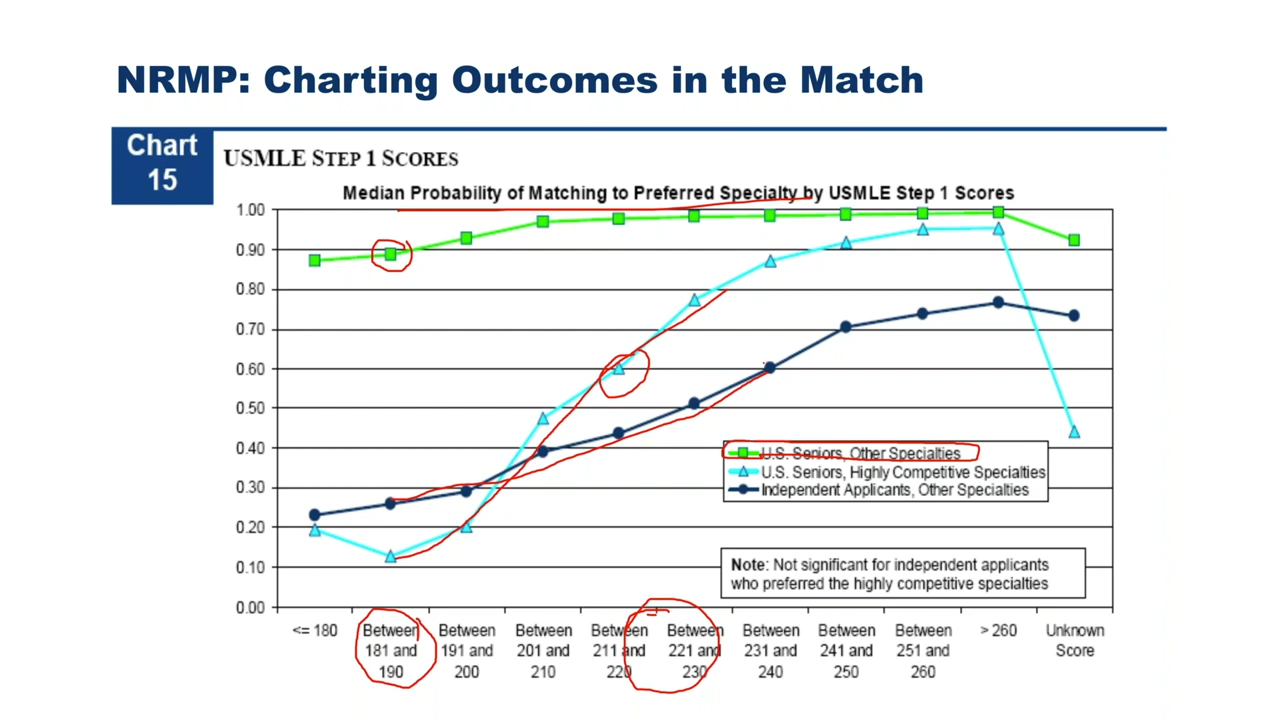 NRMP: Charting Outcomes in the Match
Chart
15
USMLE STEP 1 SCORES
Median Probability of Matching to Preferred Specialty by USMLE Step 1 Scores
1.00
0.90
0.80
0.70
0.60
0.50
0.40
0.30
0.20
0.10
0.00
U.S. Seniors, Other Specialties
U.S. Seniors, Highly Competitive Specialties
Independent Applicants, Other Specialties
Note: Not significant for independent applicants
who preferred the highly competitive specialties
<= 180
Between
181 and
190
Between
191 and
200
Between
201 and
210
Between
211 and
220
Between
221 and
230
Between
231 and
240
Between
241 and
250
Between
251 and
260
> 260
Unknown
Score